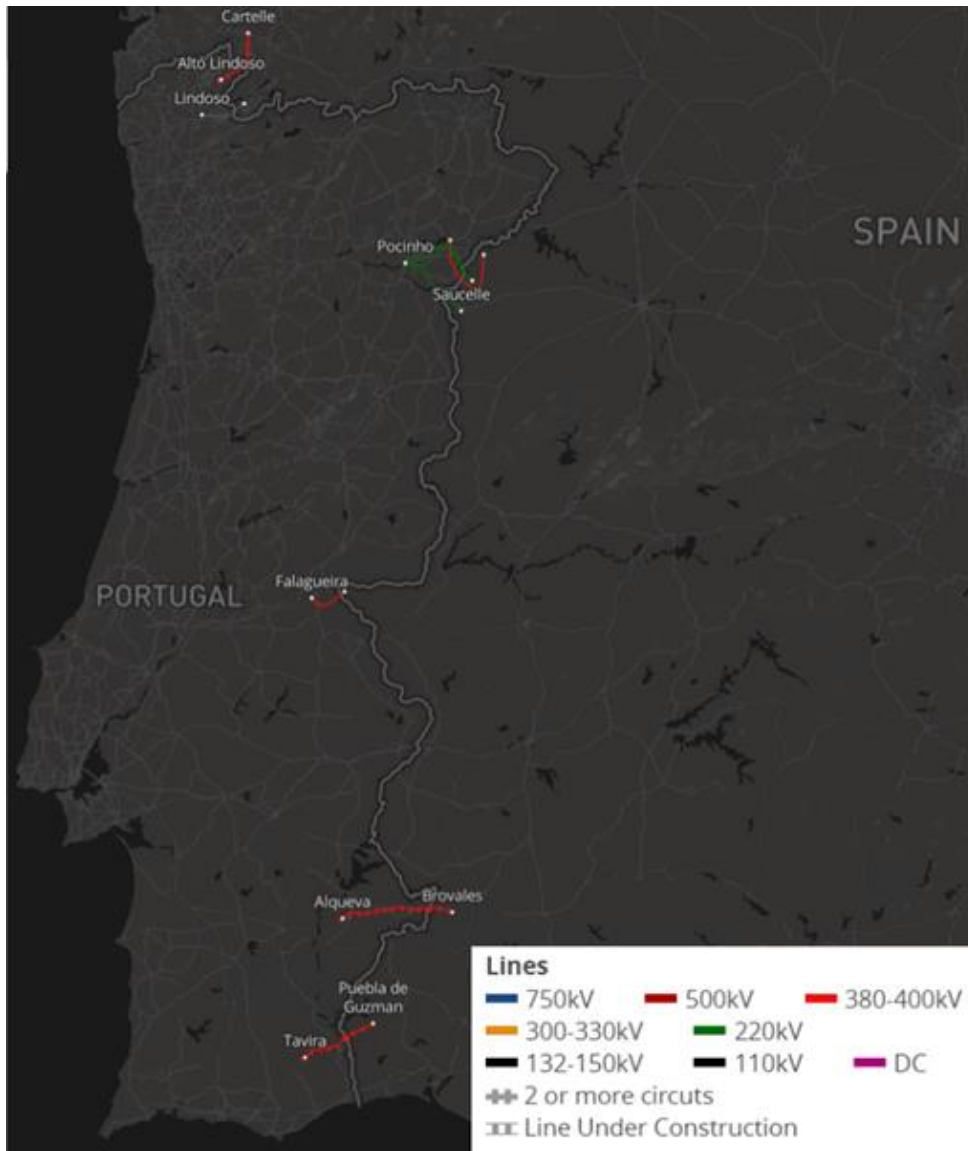 Cartelle
Alto Lindoso
Lindoso
SPAIN
Pocinho
Saucelle
Falagueira
PORTUGAL
Brovales
Alqueva
Puebla de
Guzman
Tavira
Lines
750kV 500kV 380-400kV
300-330kV 220kV
132-150kV 110kV DC
2 or more circuts
Line Under Construction